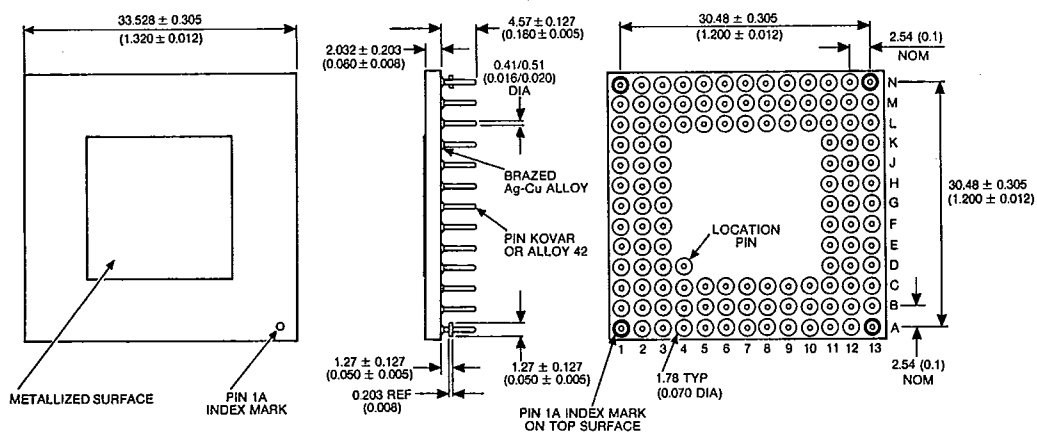 33.528 ± 0.305
(1.320 ± 0.012)
METALLIZED SURFACE
PIN 1A
INDEX MARK
4.57 ± 0.127
(0.180 ± 0.005)
2.032 ± 0.203
(0.080 ± 0.008)
0.41/0.51
(0.016/0.020)
DIA
BRAZED
Ag-Cu ALLOY
PIN KOVAR
OR ALLOY 42
1.27 ± 0.127
(0.050 ± 0.005)
0.203 REF
(0.008)
1.27 ± 0.127
(0.050 ± 0.005)
30.48 ± 0.305
(1.200 ± 0.012)
2.54 (0.1)
NOM
N
M
L
K
J
H
G
F
E
D
C
B
A
30.48 ± 0.305
(1.200 ± 0.012)
LOCATION
PIN
1 2 3 4 5 6 7 8 9 10 11 12 13
1.78 TYP
(0.070 DIA)
2.54 (0.1)
NOM
PIN 1A INDEX MARK
ON TOP SURFACE